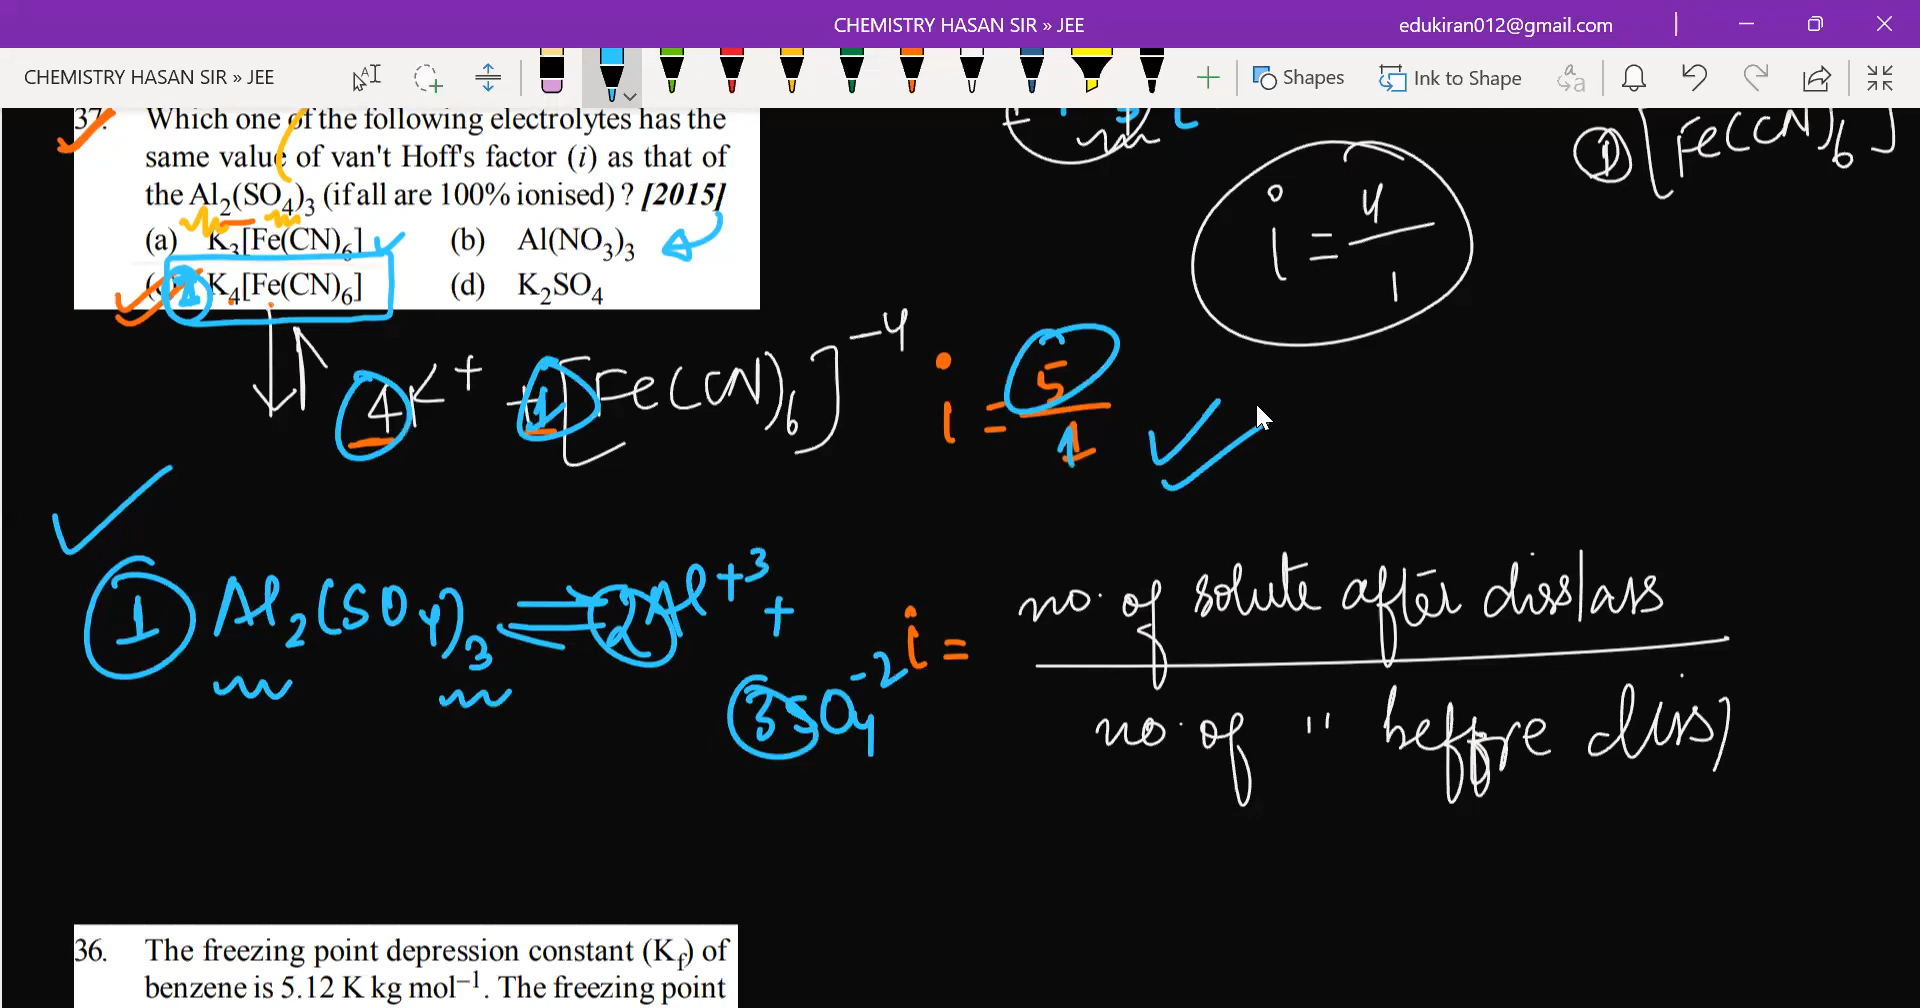 CHEMISTRY HASAN SIR » JEE
edukiran012@gmail.com
CHEMISTRY HASAN SIR » JEE
Shapes
Ink to Shape
37. Which one of the following electrolytes has the
same value of van't Hoff's factor (i) as that of
the Al₂(SO₄)₃ (if all are 100% ionised) ? [2015]
(a) K₃[Fe(CN)₆] (b) Al(NO₃)₃
K₄[Fe(CN)₆] (d) K₂SO₄
i = 4/1
① [Fe(CN)₆]
4K⁺ + 1[Fe(CN)₆]⁻⁴ i = 5/1
① Al₂(SO₄)₃ ⇌ 2Al⁺³ +
3SO₄⁻²
i = no. of solute after diss/ass
no. of " before diss)
36. The freezing point depression constant (K_f) of
benzene is 5.12 K kg mol⁻¹. The freezing point